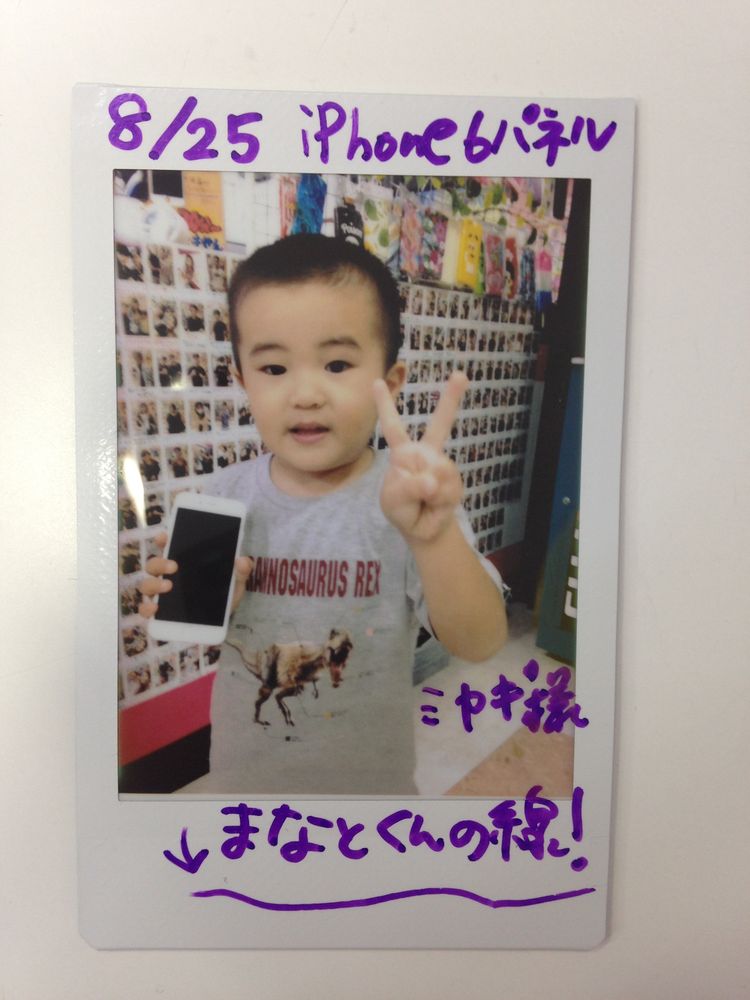 8/25 iPhone6パネル
RANNOSAURUS REX
ミヤギ様
↓まなとくんの線!